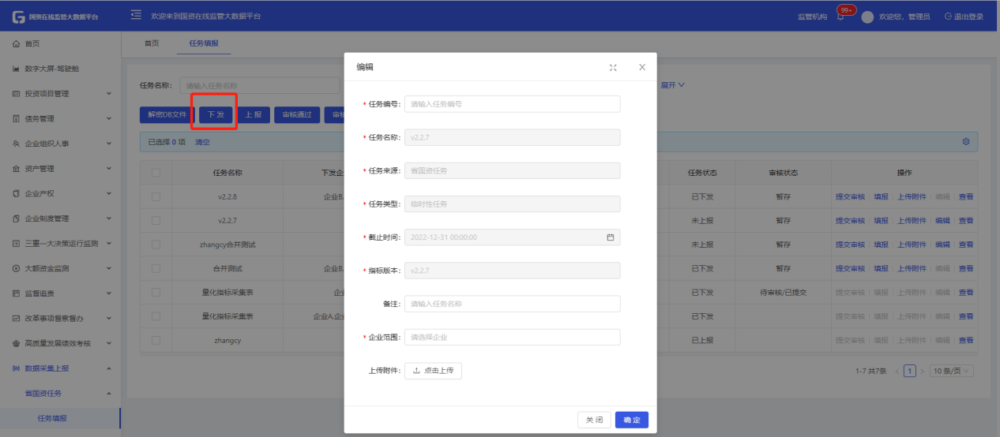 国资在线监管大数据平台
欢迎来到国资在线监管大数据平台
监管机构 99+ 欢迎您，管理员 退出登录
首页
数字大屏-驾驶舱
投资项目管理
债务管理
企业组织人事
资产管理
企业产权
企业制度管理
三重一大决策运行监测
大额资金监测
监督追责
改革事项督察督办
高质量发展绩效考核
数据采集上报
省国资任务
任务填报
首页 任务填报
任务名称： 请输入任务名称 展开
解密DB文件 下发 上报 审核通过 审核
已选择 0 项 清空
任务名称 下发企 任务状态 审核状态 操作
v2.2.8 企业B, 已下发 暂存 提交审核 填报 上传附件 编辑 查看
v2.2.7 未上报 暂存 提交审核 填报 上传附件 编辑 查看
zhangcy合并测试 未上报 暂存 提交审核 填报 上传附件 编辑 查看
合并测试 企业B, 已下发 暂存 提交审核 填报 上传附件 编辑 查看
量化指标采集表 企业 已下发 待审核/已提交 提交审核 填报 上传附件 编辑 查看
量化指标采集表 企业A,企业 已下发 提交审核 填报 上传附件 编辑 查看
zhangcy 已上报 提交审核 填报 上传附件 编辑 查看
1-7 共7条 < 1 > 10 条/页
编辑
* 任务编号： 请输入任务编号
* 任务名称： v2.2.7
* 任务来源： 省国资任务
* 任务类型： 临时性任务
* 截止时间： 2022-12-31 00:00:00
* 指标版本： v2.2.7
备注： 请输入任务名称
* 企业范围： 请选择企业
上传附件： 点击上传
关闭 确定